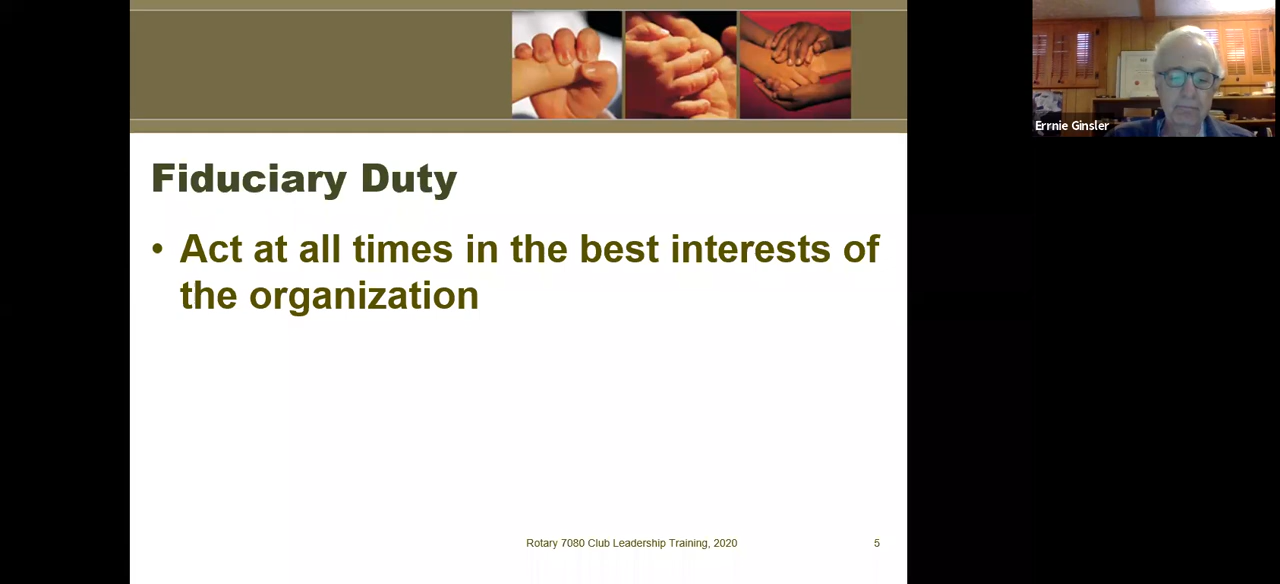 Errnie Ginsler
Fiduciary Duty
• Act at all times in the best interests of
the organization
Rotary 7080 Club Leadership Training, 2020
5